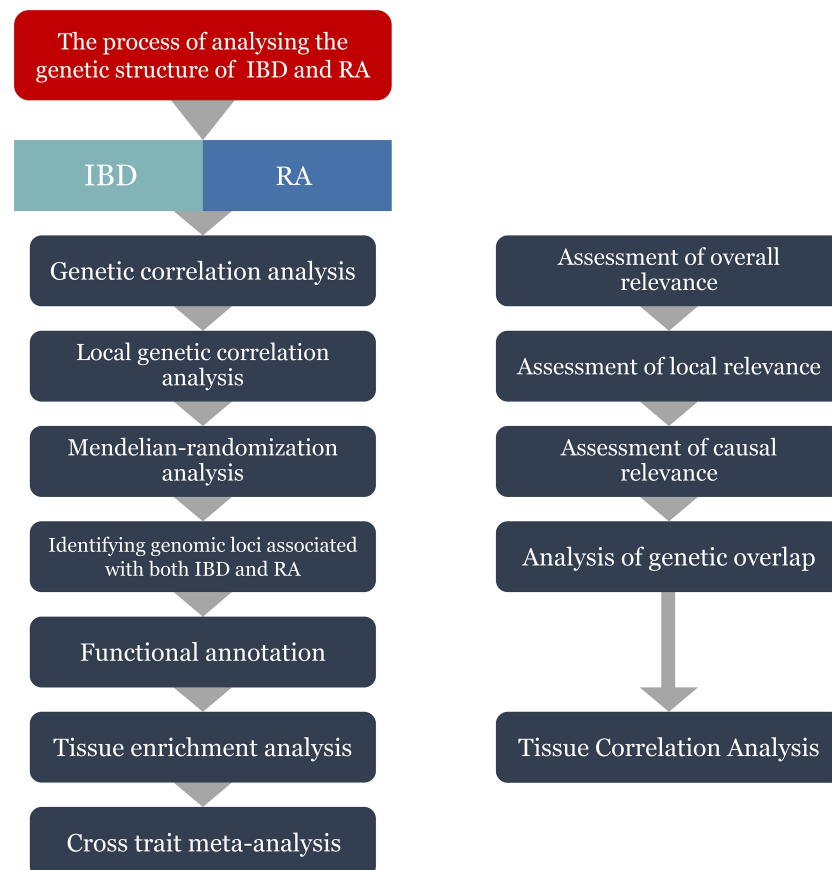 The process of analysing the
genetic structure of IBD and RA
IBD
RA
Genetic correlation analysis
Local genetic correlation
analysis
Mendelian-randomization
analysis
Identifying genomic loci associated
with both IBD and RA
Functional annotation
Tissue enrichment analysis
Cross trait meta-analysis
Assessment of overall
relevance
Assessment of local relevance
Assessment of causal
relevance
Analysis of genetic overlap
Tissue Correlation Analysis